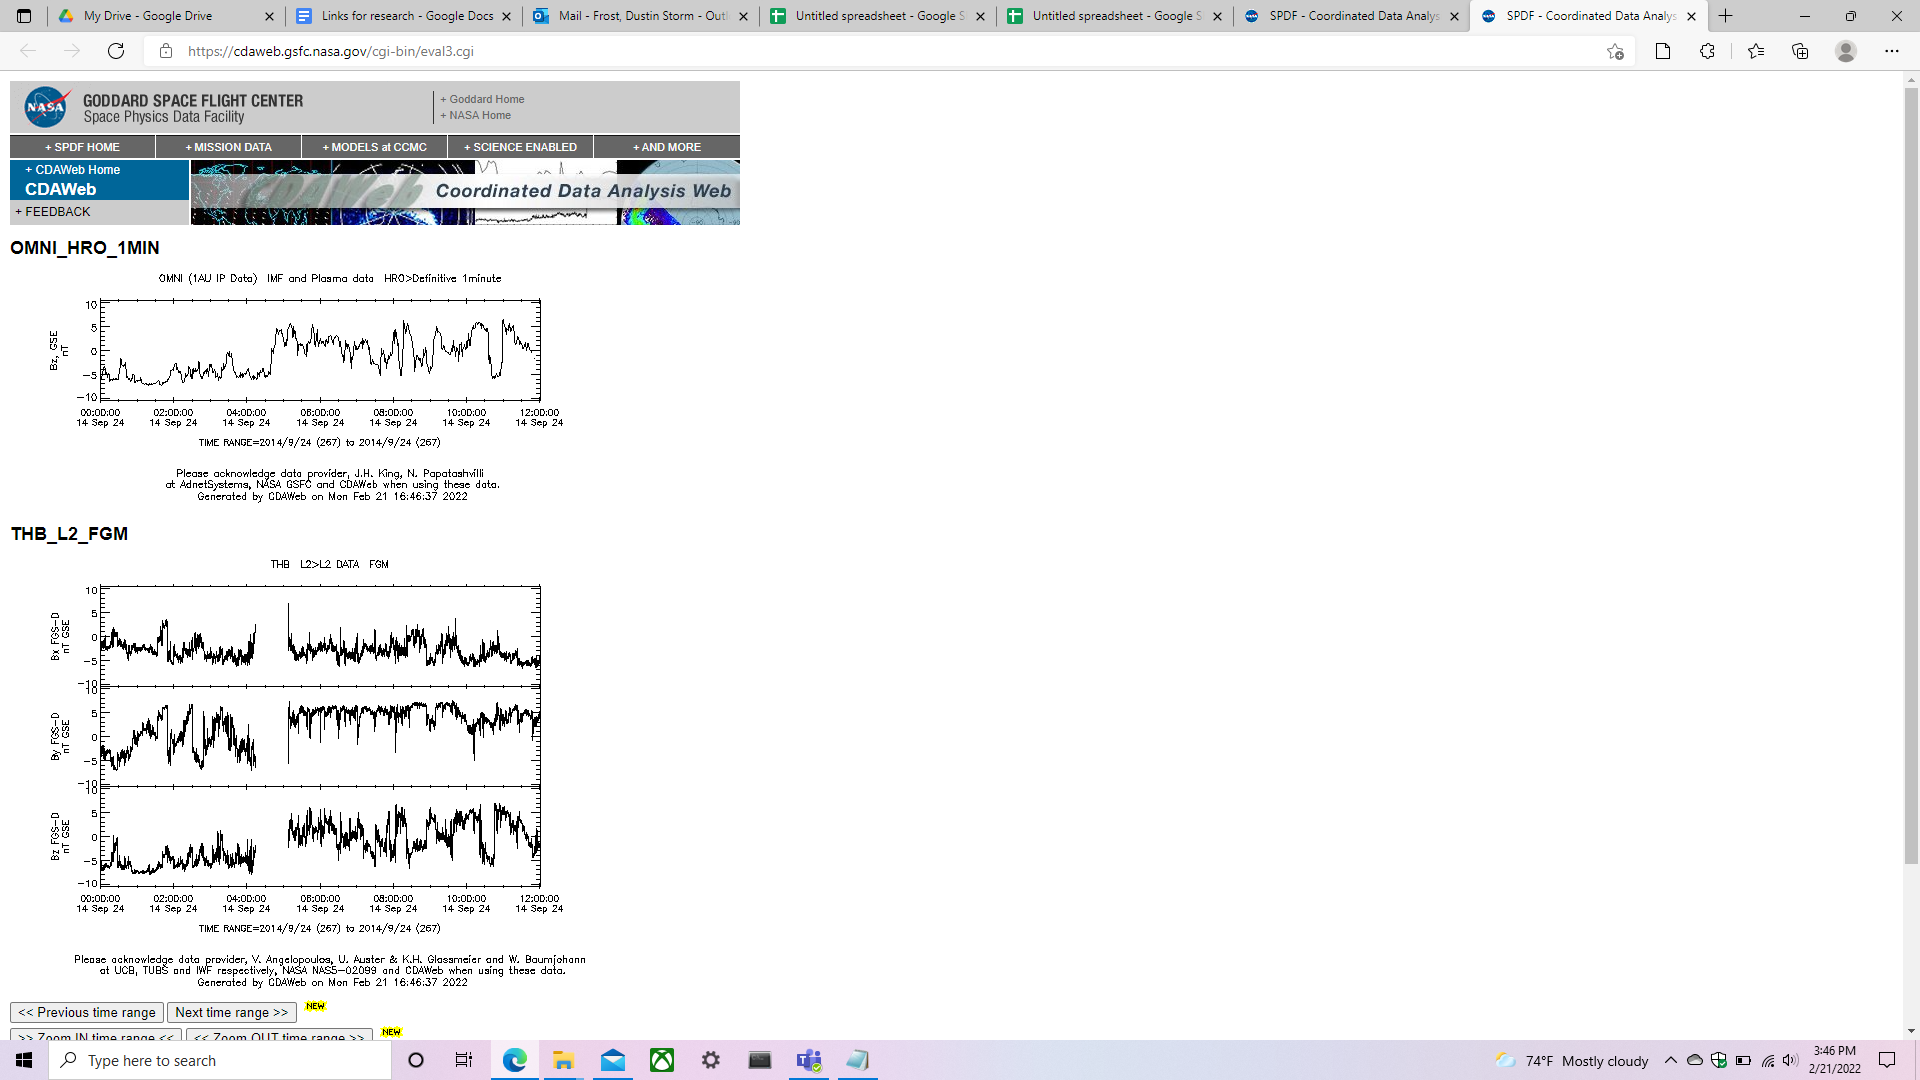 My Drive - Google Drive
Links for research - Google Docs
Mail - Frost, Dustin Storm - Outl
Untitled spreadsheet - Google S
Untitled spreadsheet - Google S
SPDF - Coordinated Data Analys
SPDF - Coordinated Data Analys
https://cdaweb.gsfc.nasa.gov/cgi-bin/eval3.cgi
NASA
GODDARD SPACE FLIGHT CENTER
Space Physics Data Facility
+ Goddard Home
+ NASA Home
+ SPDF HOME
+ MISSION DATA
+ MODELS at CCMC
+ SCIENCE ENABLED
+ AND MORE
+ CDAWeb Home
CDAWeb
+ FEEDBACK
Coordinated Data Analysis Web
OMNI_HRO_1MIN
OMNI (1AU IP Data) IMF and Plasma data HRO>Definitive 1minute
Bz, GSE
nT
10
5
0
-5
-10
00:00:00 02:00:00 04:00:00 06:00:00 08:00:00 10:00:00 12:00:00
14 Sep 24 14 Sep 24 14 Sep 24 14 Sep 24 14 Sep 24 14 Sep 24 14 Sep 24
TIME RANGE=2014/9/24 (267) to 2014/9/24 (267)
Please acknowledge data provider, J.H. King, N. Papatashvilli
at AdnetSystems, NASA GSFC and CDAWeb when using these data.
Generated by CDAWeb on Mon Feb 21 16:46:37 2022
THB_L2_FGM
THB L2>L2 DATA FGM
Bx FGS-D
nT GSE
10
5
0
-5
-10
By FGS-D
nT GSE
10
5
0
-5
-10
Bz FGS-D
nT GSE
10
5
0
-5
-10
00:00:00 02:00:00 04:00:00 06:00:00 08:00:00 10:00:00 12:00:00
14 Sep 24 14 Sep 24 14 Sep 24 14 Sep 24 14 Sep 24 14 Sep 24 14 Sep 24
TIME RANGE=2014/9/24 (267) to 2014/9/24 (267)
Please acknowledge data provider, V. Angelopoulos, U. Auster & K.H. Glassmeier and W. Baumjohann
at UCB, TUBS and IWF respectively, NASA NAS5-02099 and CDAWeb when using these data.
Generated by CDAWeb on Mon Feb 21 16:46:37 2022
<< Previous time range
Next time range >>
NEW
>> Zoom IN time range <<
<< Zoom OUT time range >>
NEW
Type here to search
74°F Mostly cloudy
3:46 PM
2/21/2022